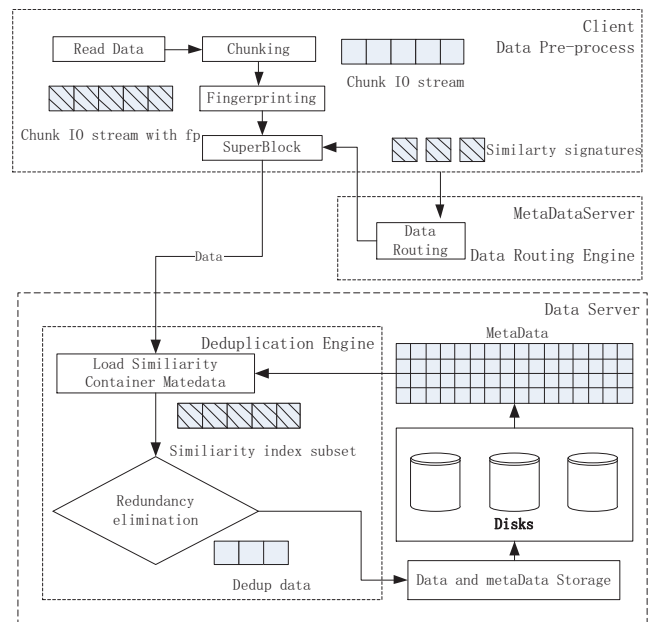 Client
Data Pre-process
Read Data
Chunking
Chunk IO stream
Fingerprinting
Chunk IO stream with fp
SuperBlock
Similarty signatures
MetaDataServer
Data
Routing
Data Routing Engine
Data
Data Server
MetaData
Deduplication Engine
Load Similiarity
Container Matedata
Similiarity index subset
Redundancy
elimination
Disks
Dedup data
Data and metaData Storage